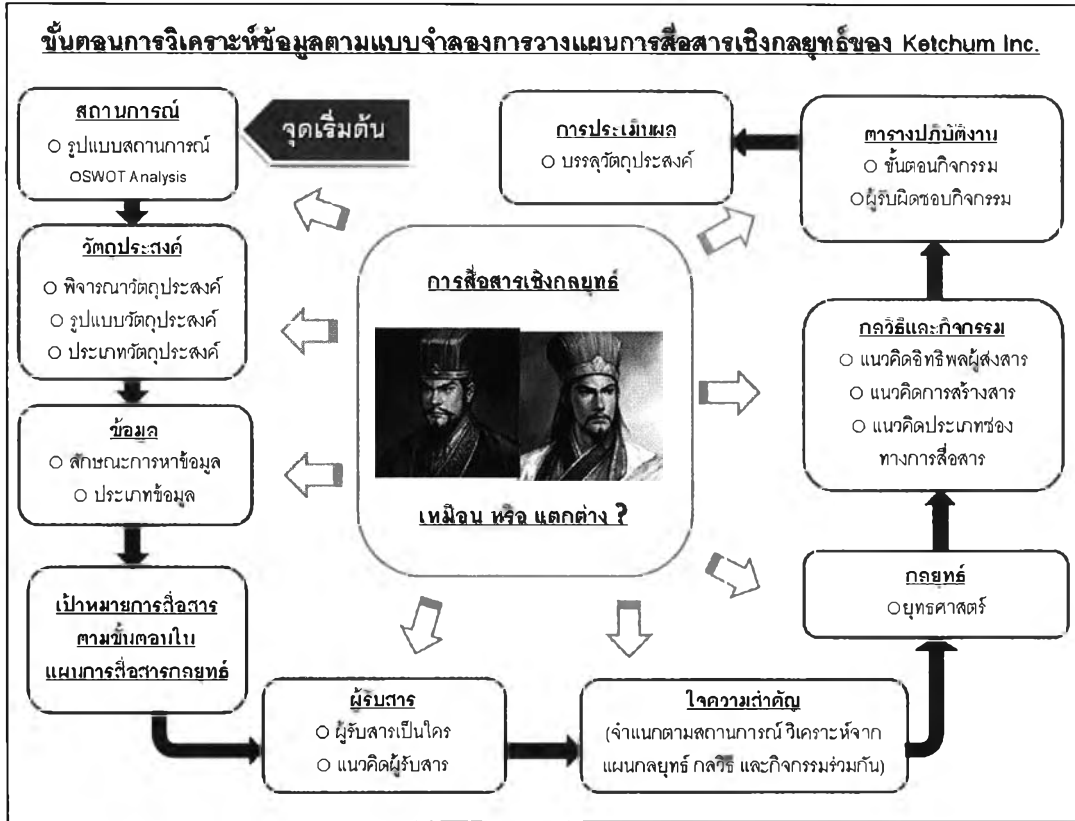 ขั้นตอนการวิเคราะห์ข้อมูลตามแบบจำลองการวางแผนการสื่อสารเชิงกลยุทธ์ของ Ketchum Inc.
จุดเริ่มต้น
สถานการณ์
○ รูปแบบสถานการณ์
○SWOT Analysis
วัตถุประสงค์
○ พิจารณาวัตถุประสงค์
○ รูปแบบวัตถุประสงค์
○ ประเภทวัตถุประสงค์
ข้อมูล
○ ลักษณะการหาข้อมูล
○ ประเภทข้อมูล
เป้าหมายการสื่อสาร
ตามขั้นตอนใน
แผนการสื่อสารกลยุทธ์
ผู้รับสาร
○ ผู้รับสารเป็นใคร
○ แนวคิดผู้รับสาร
ใจความสำคัญ
(จำแนกตามสถานการณ์ วิเคราะห์จาก
แผนกลยุทธ์ กลวิธี และกิจกรรมร่วมกัน)
กลยุทธ์
○ยุทธศาสตร์
กลวิธีและกิจกรรม
○ แนวคิดอิทธิพลผู้ส่งสาร
○ แนวคิดการสร้างสาร
○ แนวคิดประเภทช่อง
ทางการสื่อสาร
ตารางปฏิบัติงาน
○ ขั้นตอนกิจกรรม
○ผู้รับผิดชอบกิจกรรม
การประเมินผล
○ บรรลุวัตถุประสงค์
การสื่อสารเชิงกลยุทธ์
เหมือน หรือ แตกต่าง ?